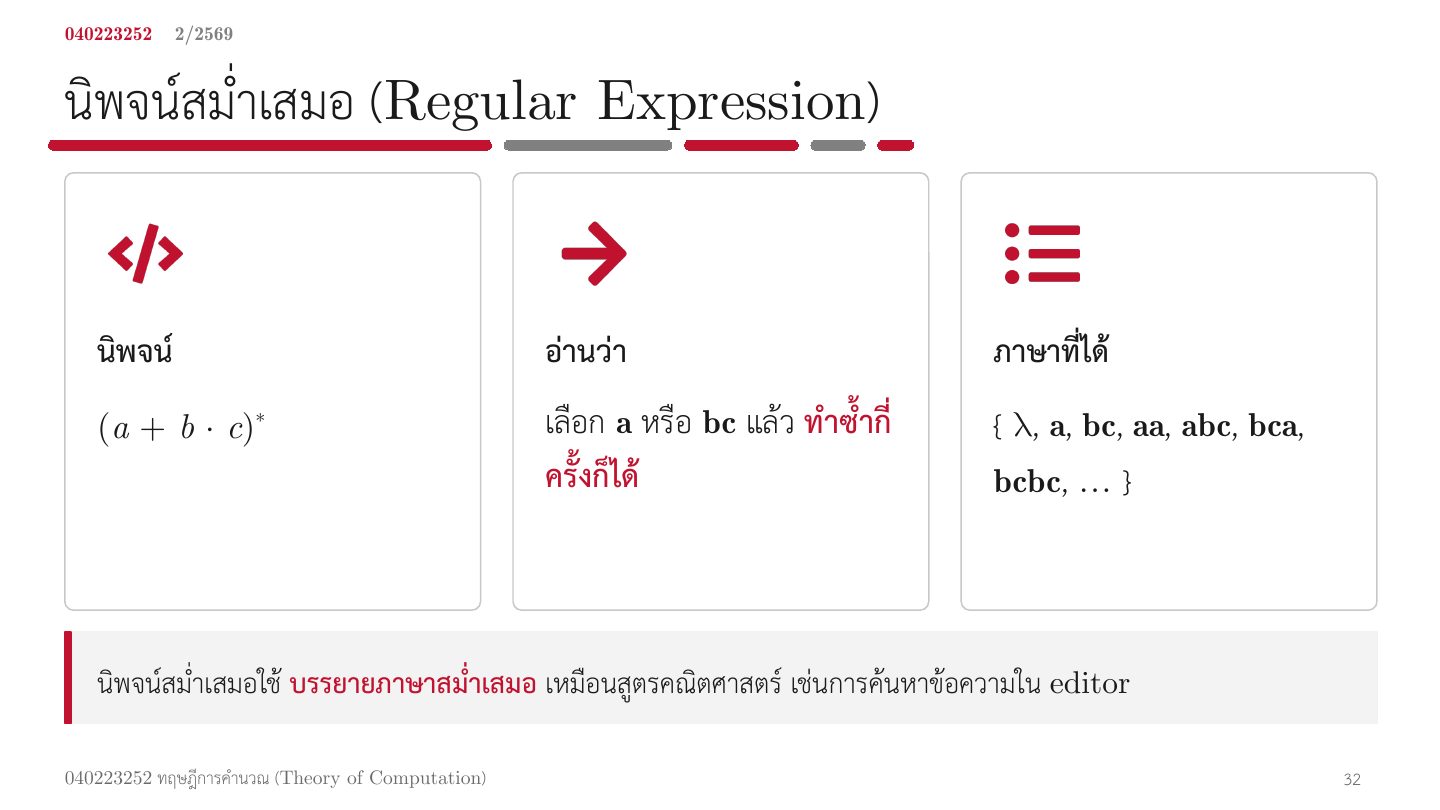 040223252 2/2569
นิพจน์สม่ำเสมอ (Regular Expression)
นิพจน์
(a + b · c)*
อ่านว่า
เลือก a หรือ bc แล้ว ทำซ้ำกี่
ครั้งก็ได้
ภาษาที่ได้
{ λ, a, bc, aa, abc, bca,
bcbc, … }
นิพจน์สม่ำเสมอใช้ บรรยายภาษาสม่ำเสมอ เหมือนสูตรคณิตศาสตร์ เช่นการค้นหาข้อความใน editor
040223252 ทฤษฎีการคำนวณ (Theory of Computation)
32